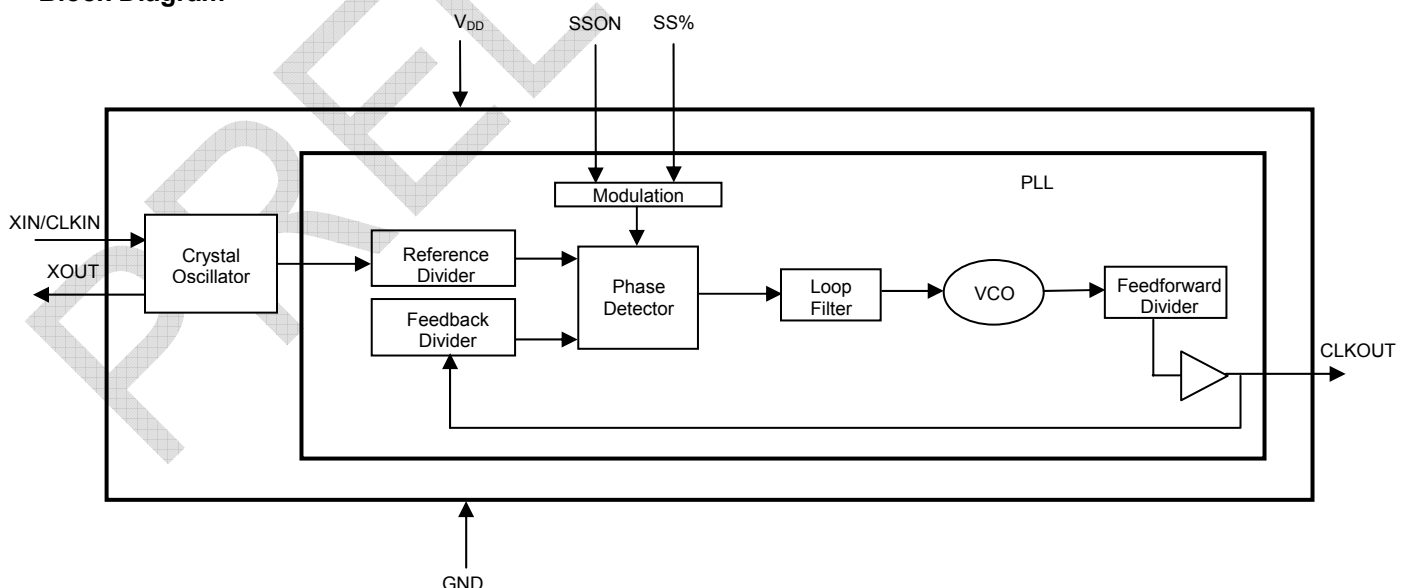 Block Diagram
V_DD
SSON
SS%
PLL
Modulation
XIN/CLKIN
XOUT
Crystal
Oscillator
Reference
Divider
Feedback
Divider
Phase
Detector
Loop
Filter
VCO
Feedforward
Divider
CLKOUT
GND